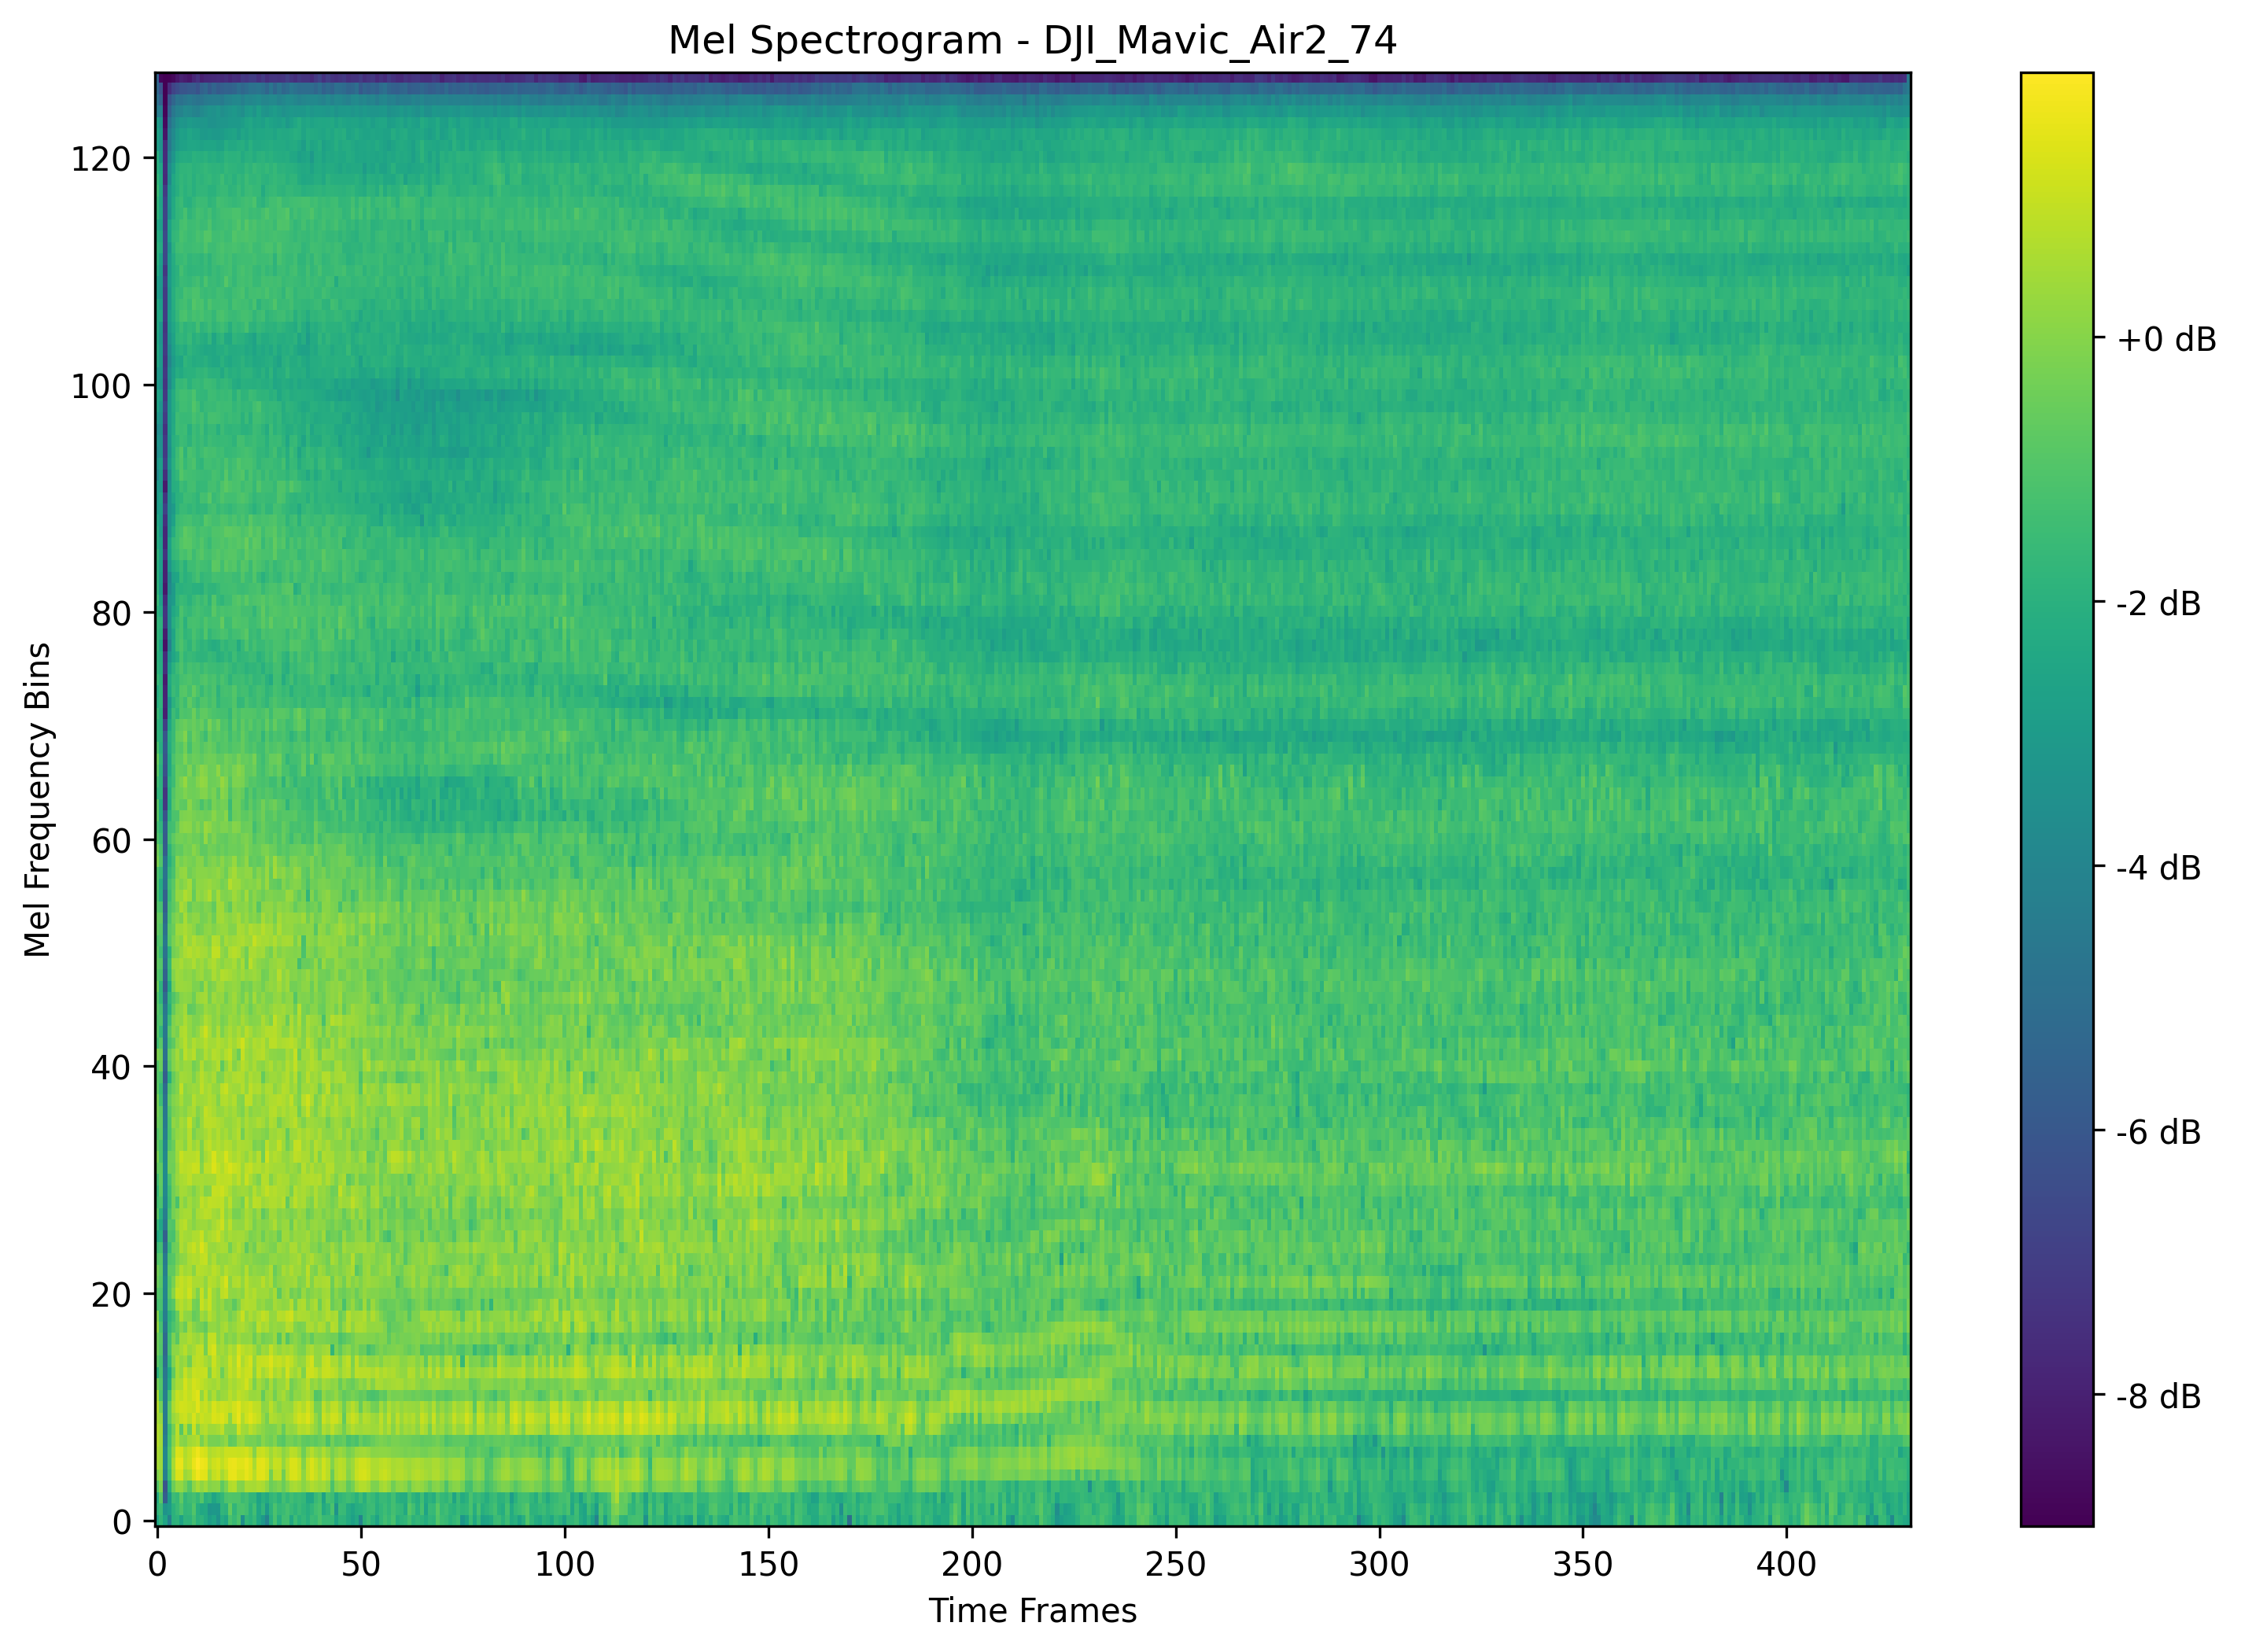 Mel Spectrogram - DJI_Mavic_Air2_74
Mel Frequency Bins
120
100
80
60
40
20
0
0 50 100 150 200 250 300 350 400
Time Frames
+0 dB
-2 dB
-4 dB
-6 dB
-8 dB